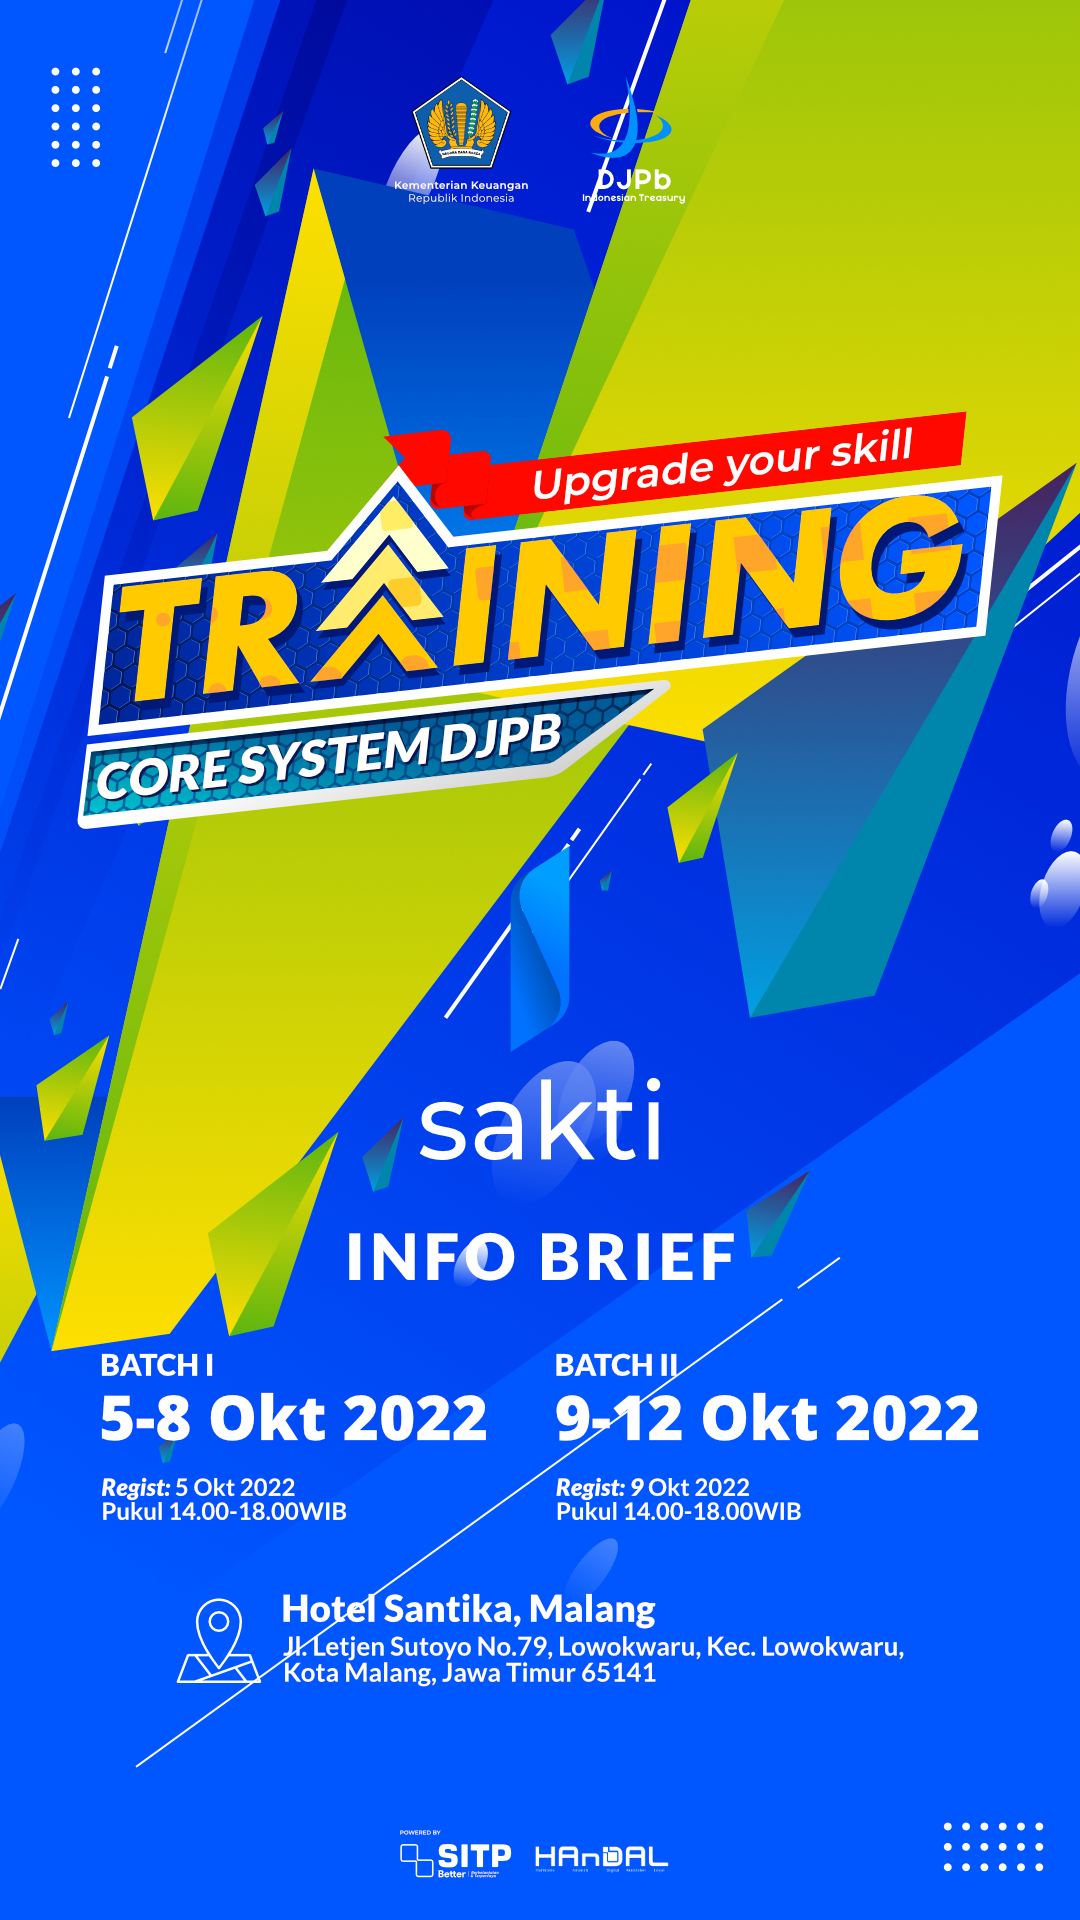 Kementerian Keuangan
Republik Indonesia
DJPb
Indonesian Treasury
Upgrade your skill
TRAINING
CORE SYSTEM DJPB
sakti
INFO BRIEF
BATCH I
5-8 Okt 2022
Regist: 5 Okt 2022
Pukul 14.00-18.00WIB
BATCH II
9-12 Okt 2022
Regist: 9 Okt 2022
Pukul 14.00-18.00WIB
Hotel Santika, Malang
Jl. Letjen Sutoyo No.79, Lowokwaru, Kec. Lowokwaru,
Kota Malang, Jawa Timur 65141
POWERED BY
SITP
Better
HAnDAL